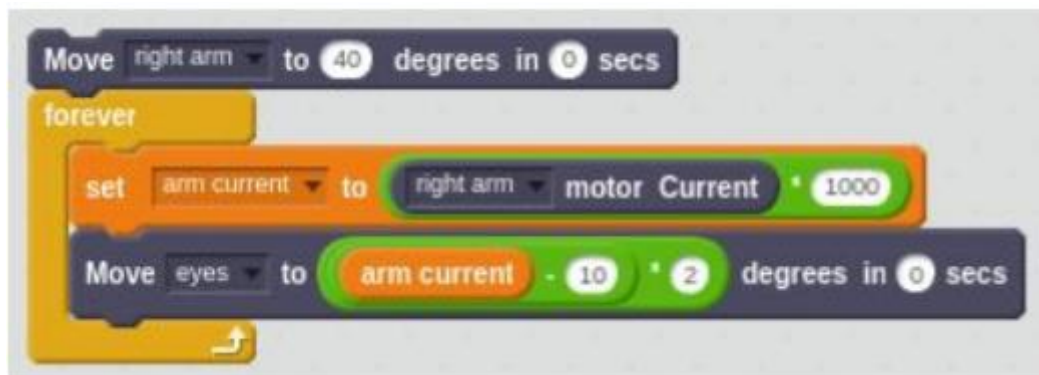 Move right arm to 40 degrees in 0 secs
forever
set arm current to right arm motor Current * 1000
Move eyes to arm current - 10 * 2 degrees in 0 secs